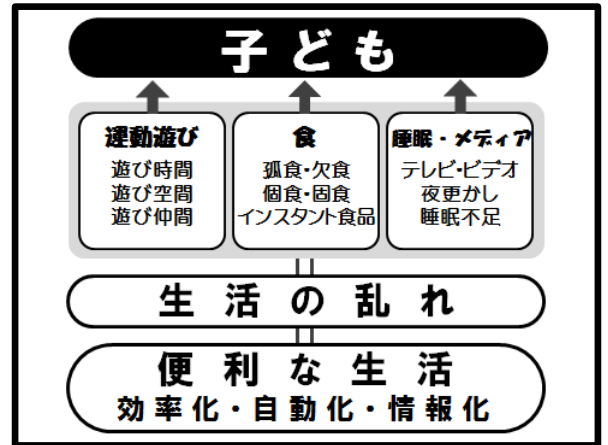 子ども
運動遊び
遊び時間
遊び空間
遊び仲間
食
孤食・欠食
個食・固食
インスタント食品
睡眠・メディア
テレビ・ビデオ
夜更かし
睡眠不足
生活の乱れ
便利な生活
効率化・自動化・情報化